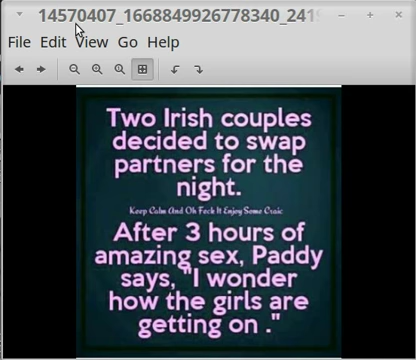 14570407_1668849926778340_2419
File Edit View Go Help
Two Irish couples
decided to swap
partners for the
night.
Keep Calm And Oh Feck It Enjoy Some Craic
After 3 hours of
amazing sex, Paddy
says, "I wonder
how the girls are
getting on ."